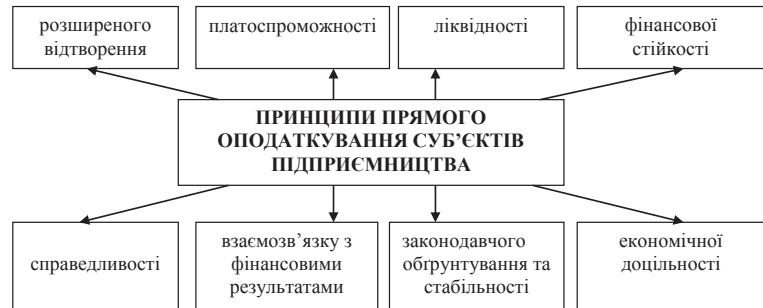 розширеного
відтворення
платоспроможності
ліквідності
фінансової
стійкості
ПРИНЦИПИ ПРЯМОГО
ОПОДАТКУВАННЯ СУБ’ЄКТІВ
ПІДПРИЄМНИЦТВА
справедливості
взаємозв’язку з
фінансовими
результатами
законодавчого
обґрунтування та
стабільності
економічної
доцільності